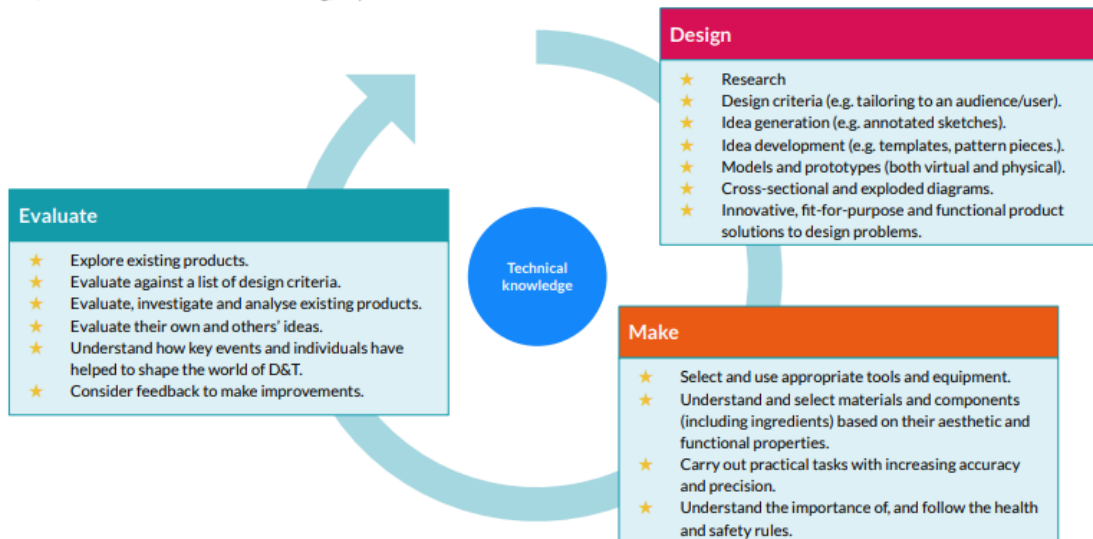 Design
Research
Design criteria (e.g. tailoring to an audience/user).
Idea generation (e.g. annotated sketches).
Idea development (e.g. templates, pattern pieces.).
Models and prototypes (both virtual and physical).
Cross-sectional and exploded diagrams.
Innovative, fit-for-purpose and functional product
solutions to design problems.
Technical
knowledge
Make
Select and use appropriate tools and equipment.
Understand and select materials and components
(including ingredients) based on their aesthetic and
functional properties.
Carry out practical tasks with increasing accuracy
and precision.
Understand the importance of, and follow the health
and safety rules.
Evaluate
Explore existing products.
Evaluate against a list of design criteria.
Evaluate, investigate and analyse existing products.
Evaluate their own and others’ ideas.
Understand how key events and individuals have
helped to shape the world of D&T.
Consider feedback to make improvements.